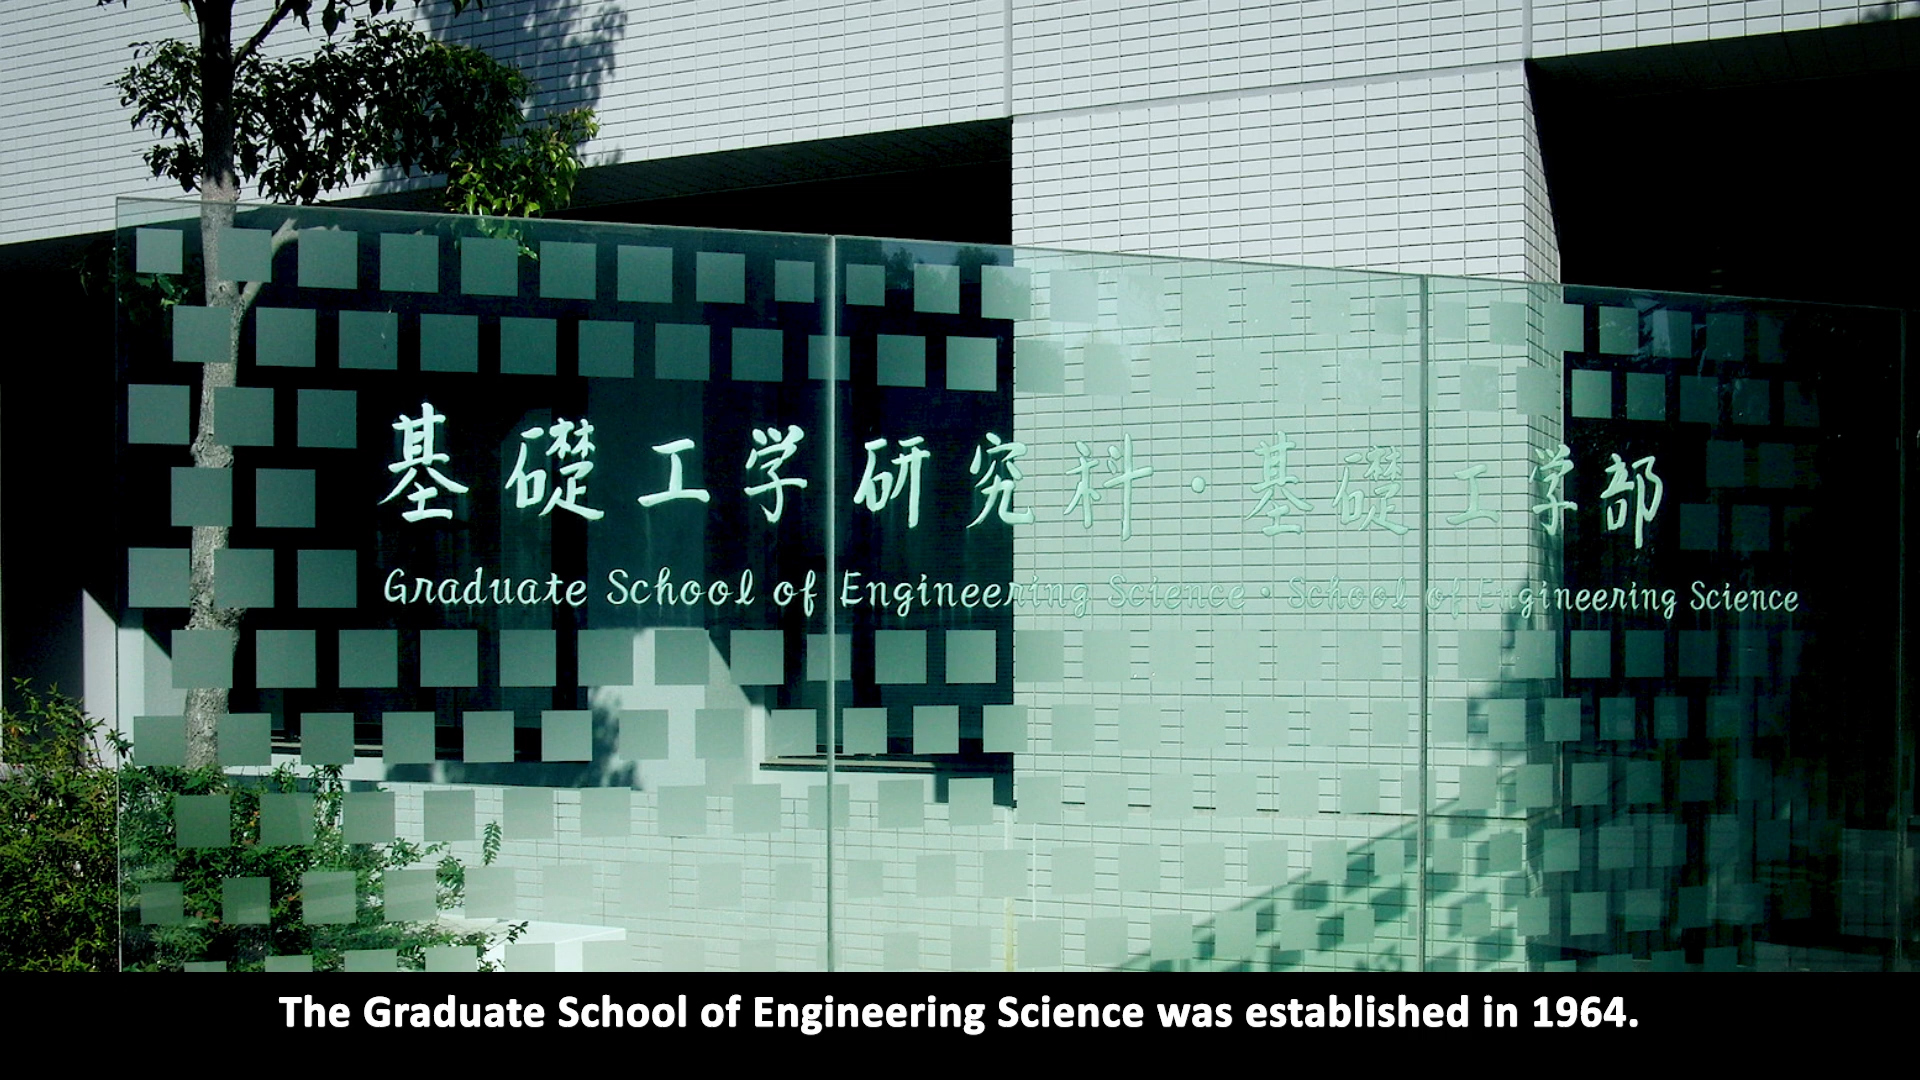 基礎工学研究科・基礎工学部
Graduate School of Engineering Science・School of Engineering Science
The Graduate School of Engineering Science was established in 1964.